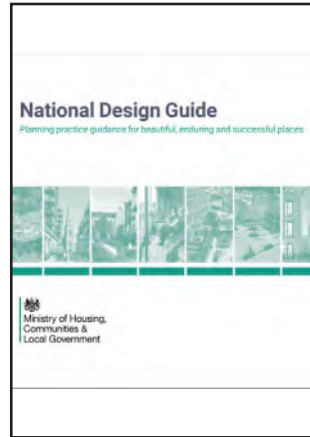 National Design Guide
Planning practice guidance for beautiful, enduring and successful places
Ministry of Housing,
Communities &
Local Government